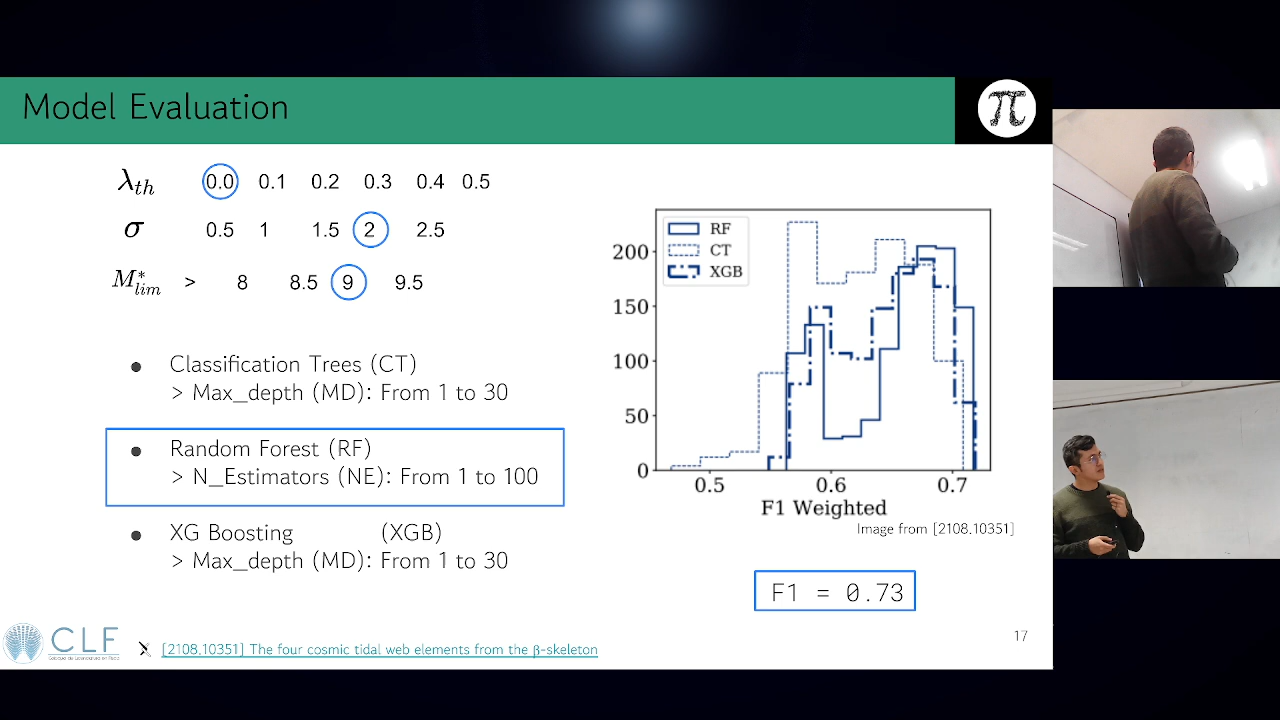 Model Evaluation
π
λth 0.0 0.1 0.2 0.3 0.4 0.5
σ 0.5 1 1.5 2 2.5
M*lim > 8 8.5 9 9.5
● Classification Trees (CT)
> Max_depth (MD): From 1 to 30
● Random Forest (RF)
> N_Estimators (NE): From 1 to 100
● XG Boosting (XGB)
> Max_depth (MD): From 1 to 30
RF
CT
XGB
200
150
100
50
0
0.5 0.6 0.7
F1 Weighted
Image from [2108.10351]
F1 = 0.73
CLF
[2108.10351] The four cosmic tidal web elements from the β-skeleton
17